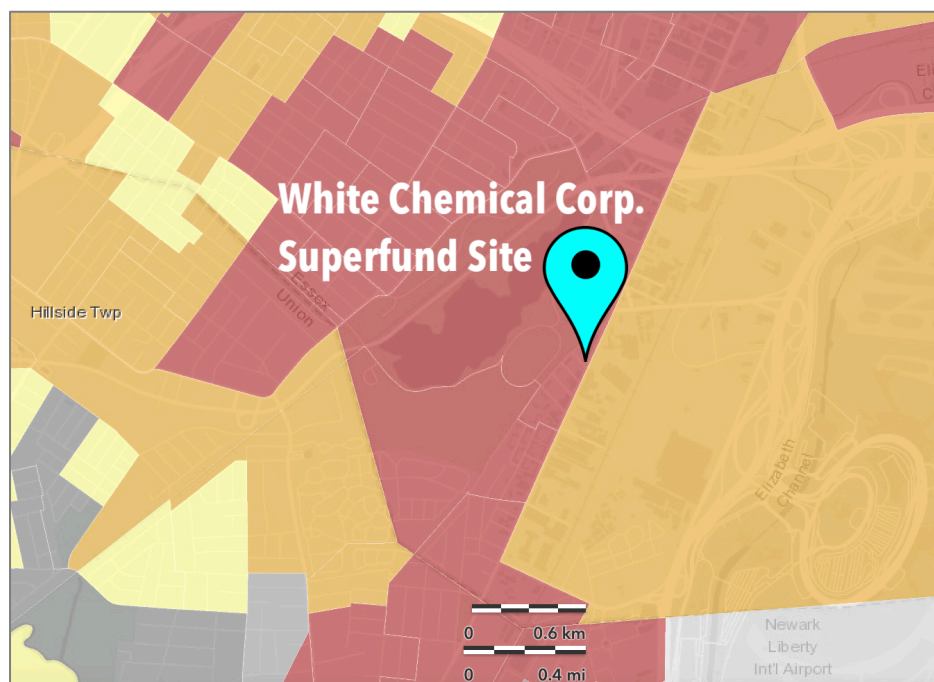 Eli
C
White Chemical Corp.
Superfund Site
Essex
Union
Hillside Twp
Elizabeth
Channel
0 0.6 km
0 0.4 mi
Newark
Liberty
Int'l Airport